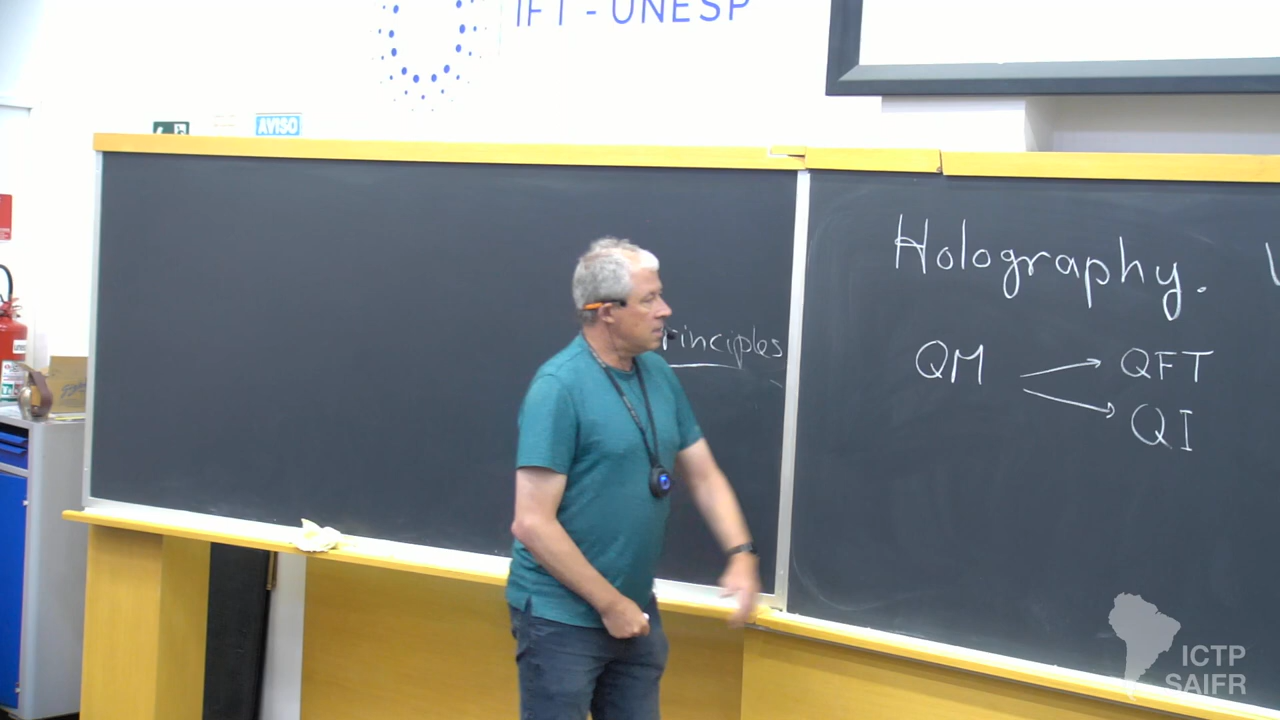 IFT - UNESP
AVISO
rinciples
Holography.
QM
QFT
QI
ICTP
SAIFR